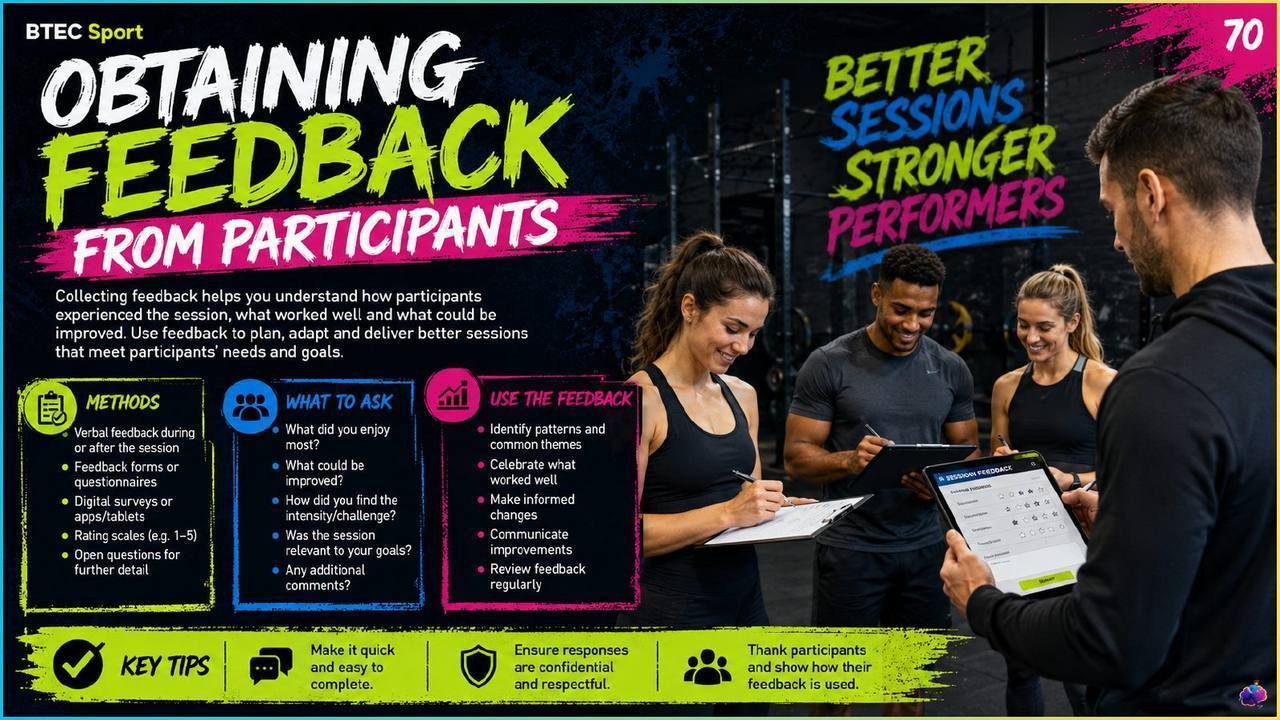 BTEC Sport
70
OBTAINING
FEEDBACK
FROM PARTICIPANTS
BETTER
SESSIONS
STRONGER
PERFORMERS
Collecting feedback helps you understand how participants
experienced the session, what worked well and what could be
improved. Use feedback to plan, adapt and deliver better sessions
that meet participants' needs and goals.
METHODS
Verbal feedback during
or after the session
Feedback forms or
questionnaires
Digital surveys or
apps/tablets
Rating scales (e.g. 1–5)
Open questions for
further detail
WHAT TO ASK
What did you enjoy
most?
What could be
improved?
How did you find the
intensity/challenge?
Was the session
relevant to your goals?
Any additional
comments?
USE THE FEEDBACK
Identify patterns and
common themes
Celebrate what
worked well
Make informed
changes
Communicate
improvements
Review feedback
regularly
SESSION FEEDBACK
KEY TIPS
Make it quick
and easy to
complete.
Ensure responses
are confidential
and respectful.
Thank participants
and show how their
feedback is used.